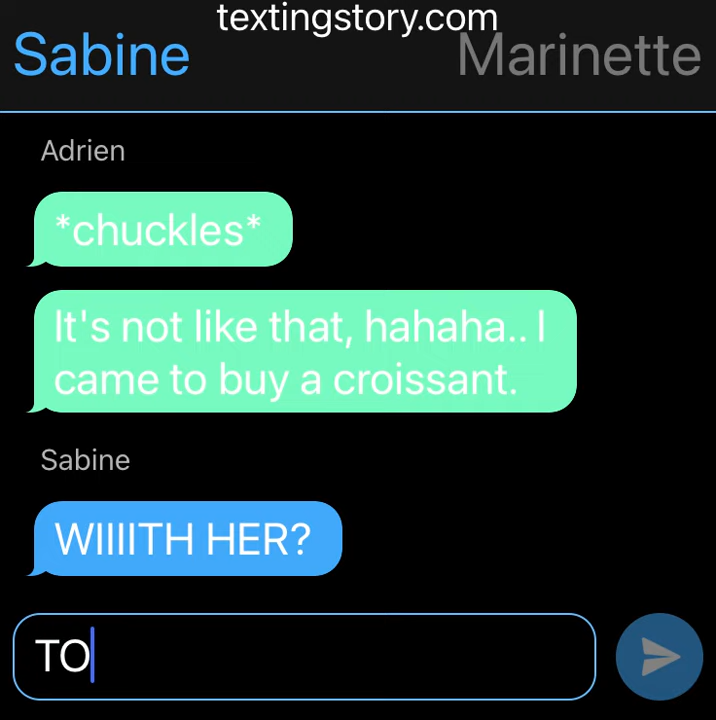 textingstory.com
Sabine
Marinette
Adrien
*chuckles*
It's not like that, hahaha.. I
came to buy a croissant.
Sabine
WIIIITH HER?
TO